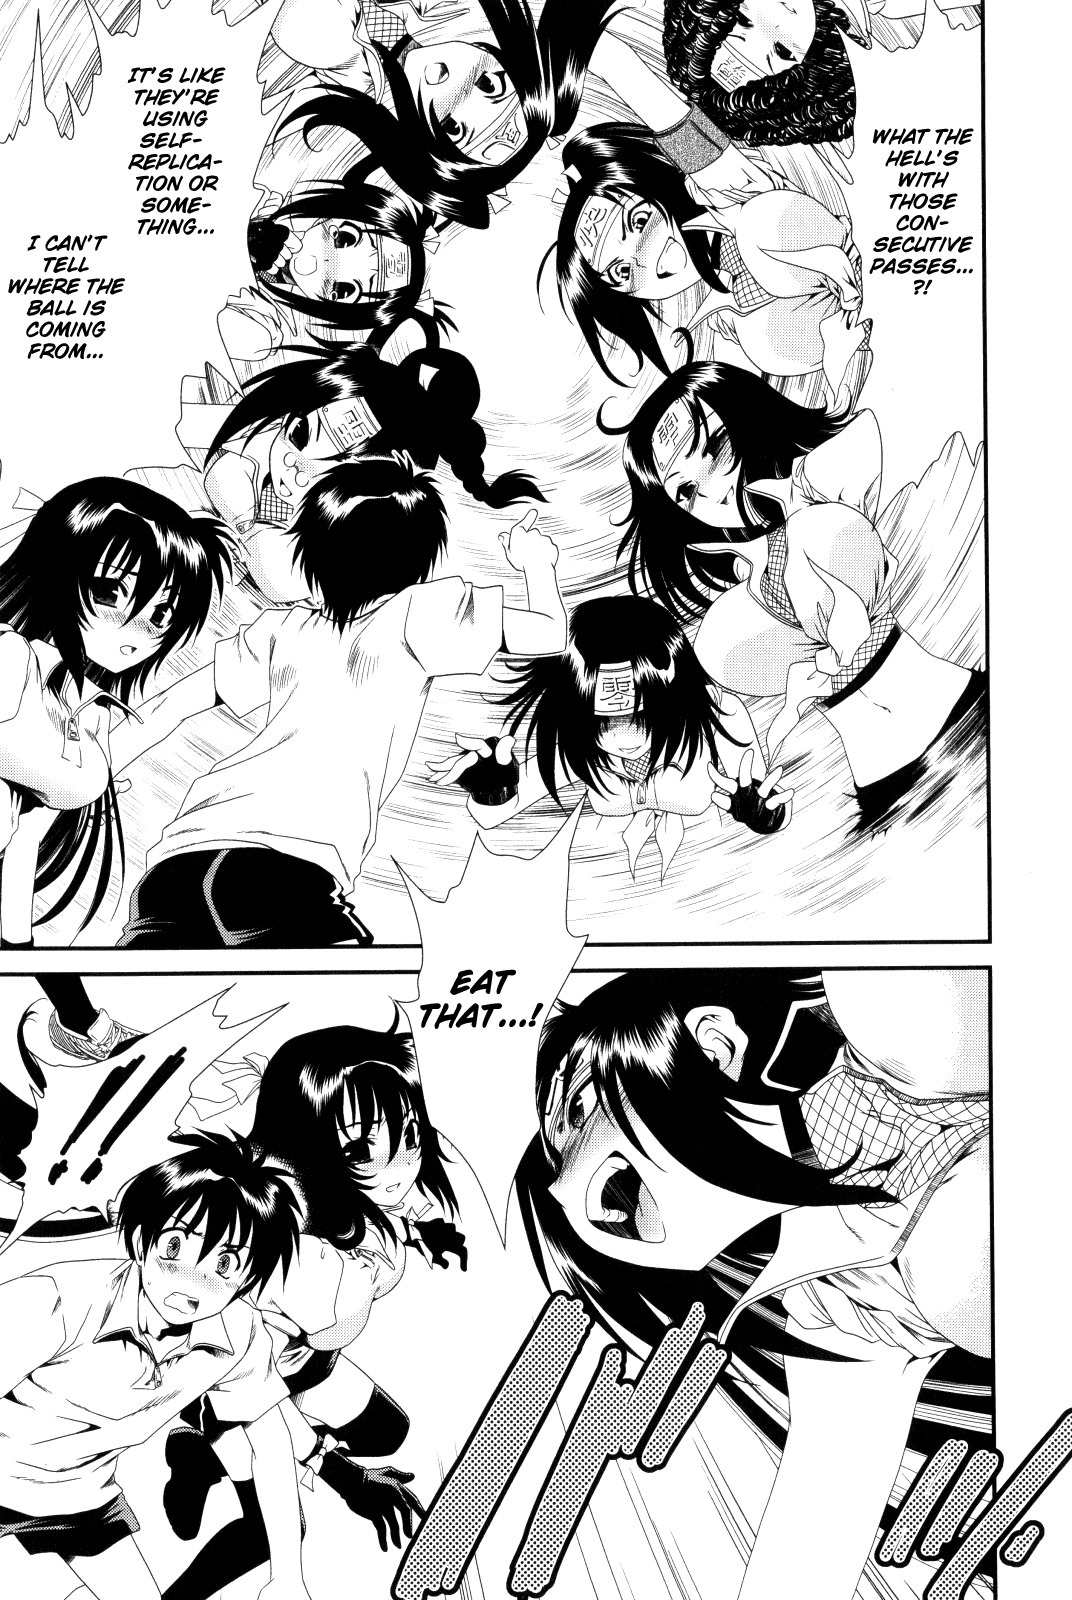 WHAT THE
HELL'S
WITH
THOSE
CON-
SECUTIVE
PASSES...
?!
IT'S LIKE
THEY'RE
USING
SELF-
REPLICA-
TION OR
SOME-
THING...
I CAN'T
TELL
WHERE THE
BALL IS
COMING
FROM...
零
EAT
THAT...!
!!